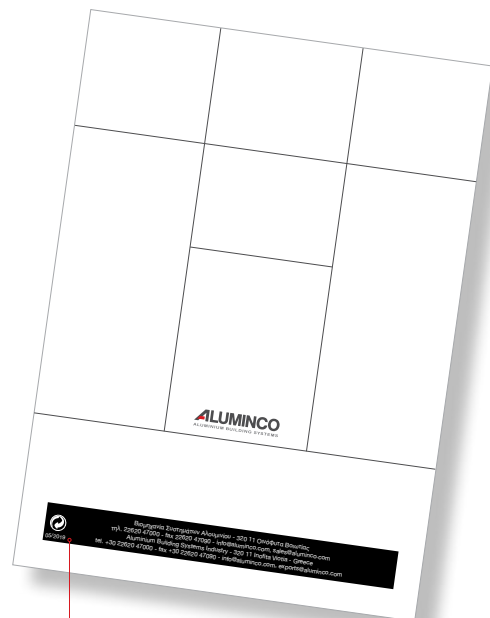 ALUMINCO
ALUMINIUM BUILDING SYSTEMS
05/2019
Βιομηχανία Συστημάτων Αλουμινίου - 320 11 Οινόφυτα Βοιωτίας
τηλ. 22620 47000 - fax 22620 47090 - info@aluminco.com, sales@aluminco.com
Aluminium Building Systems Industry - 320 11 Inofita Viotia - Greece
tel. +30 22620 47000 - fax +30 22620 47090 - info@aluminco.com, exports@aluminco.com